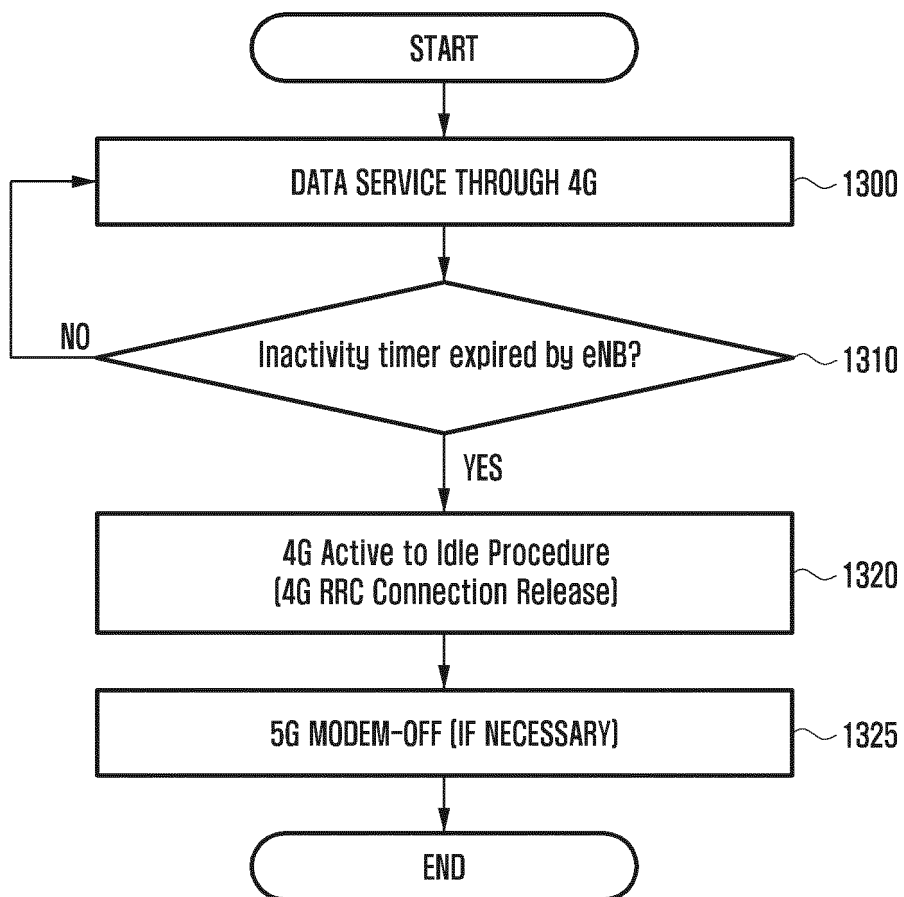 START
DATA SERVICE THROUGH 4G
1300
Inactivity timer expired by eNB?
1310
NO
YES
4G Active to Idle Procedure
(4G RRC Connection Release)
1320
5G MODEM-OFF (IF NECESSARY)
1325
END